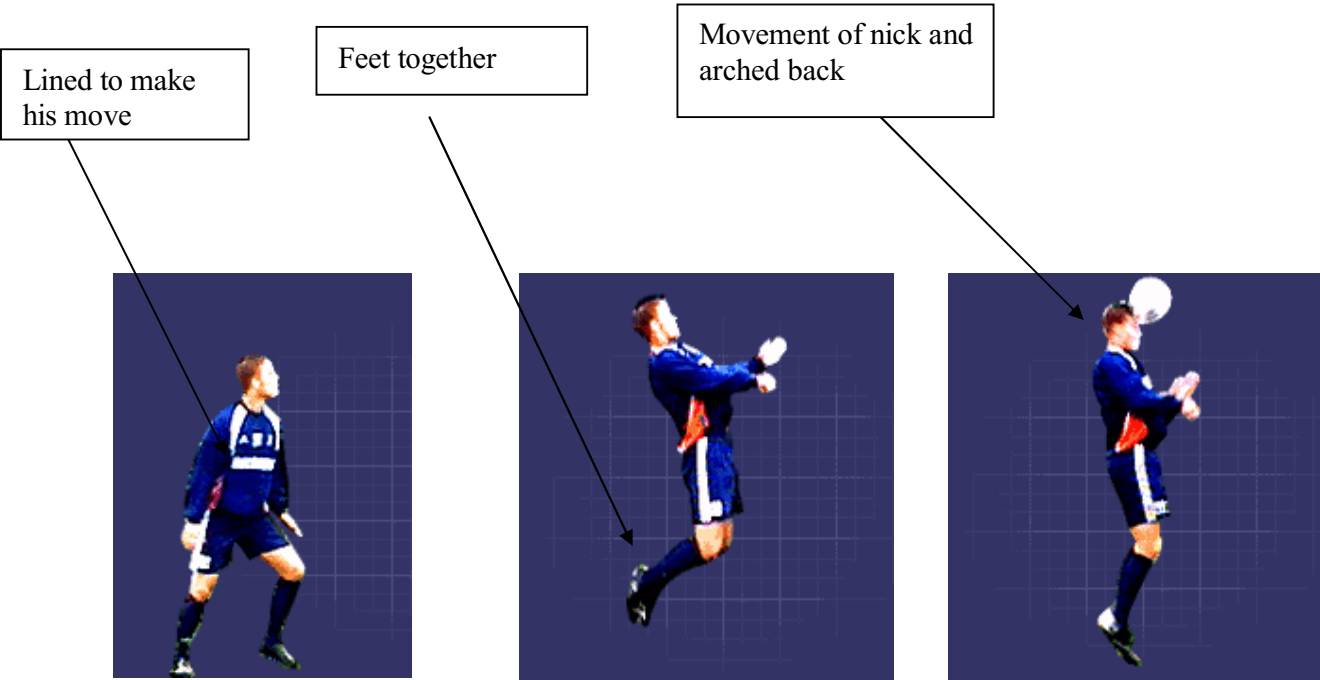 Lined to make
his move
Feet together
Movement of nick and
arched back